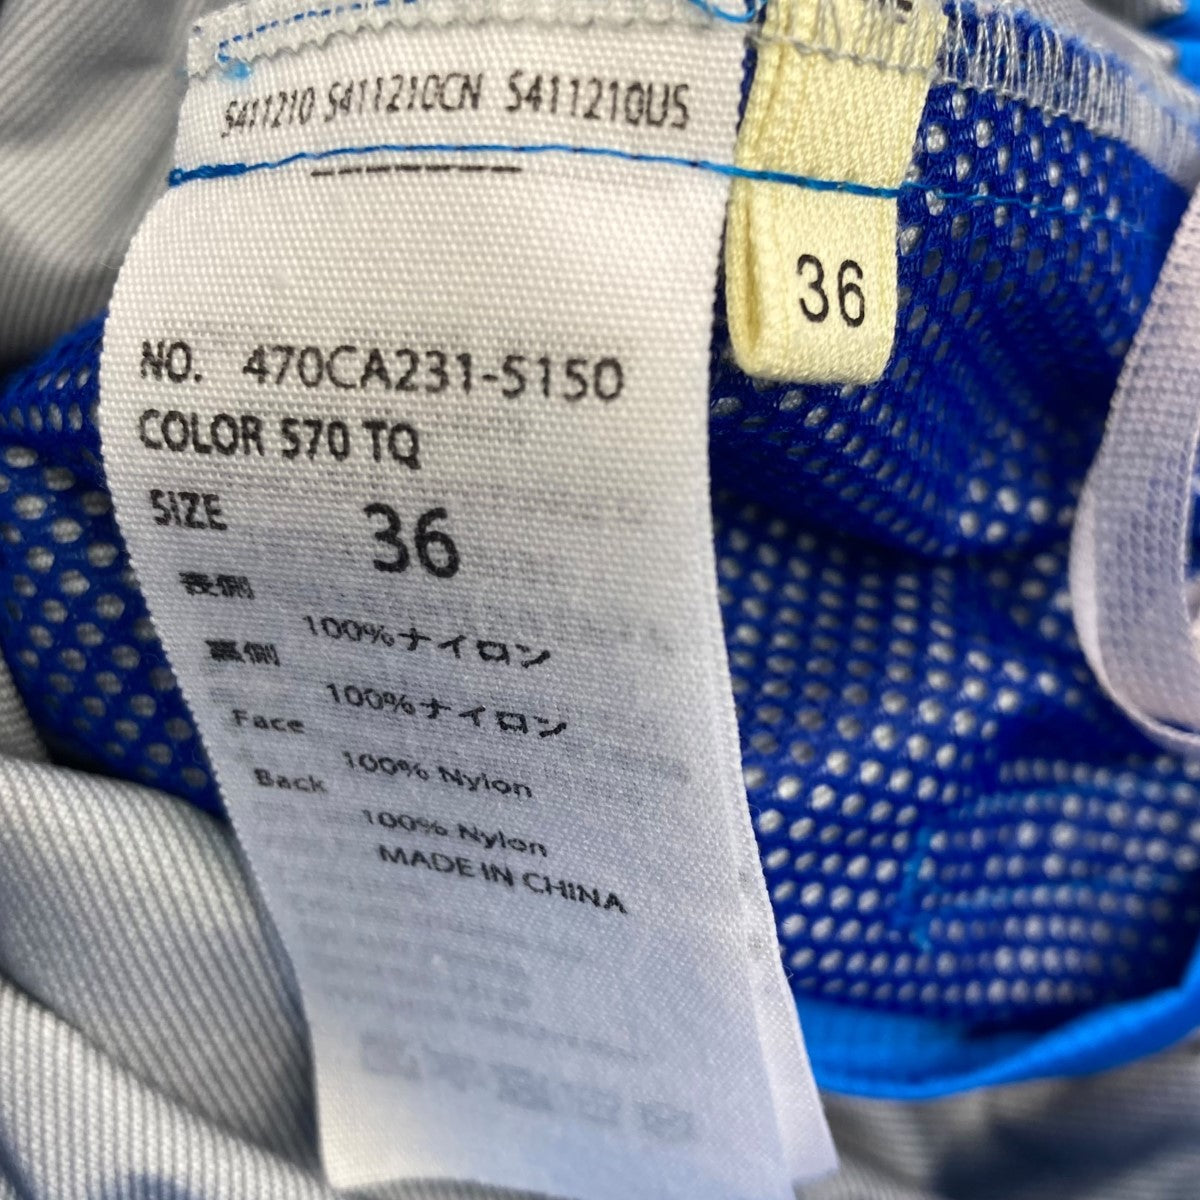 S411210 S411210CN S411210US
36
NO. 470CA231-5150
COLOR 570 TQ
SIZE 36
表側
100%ナイロン
裏側
100%ナイロン
Face
100% Nylon
Back
100% Nylon
MADE IN CHINA